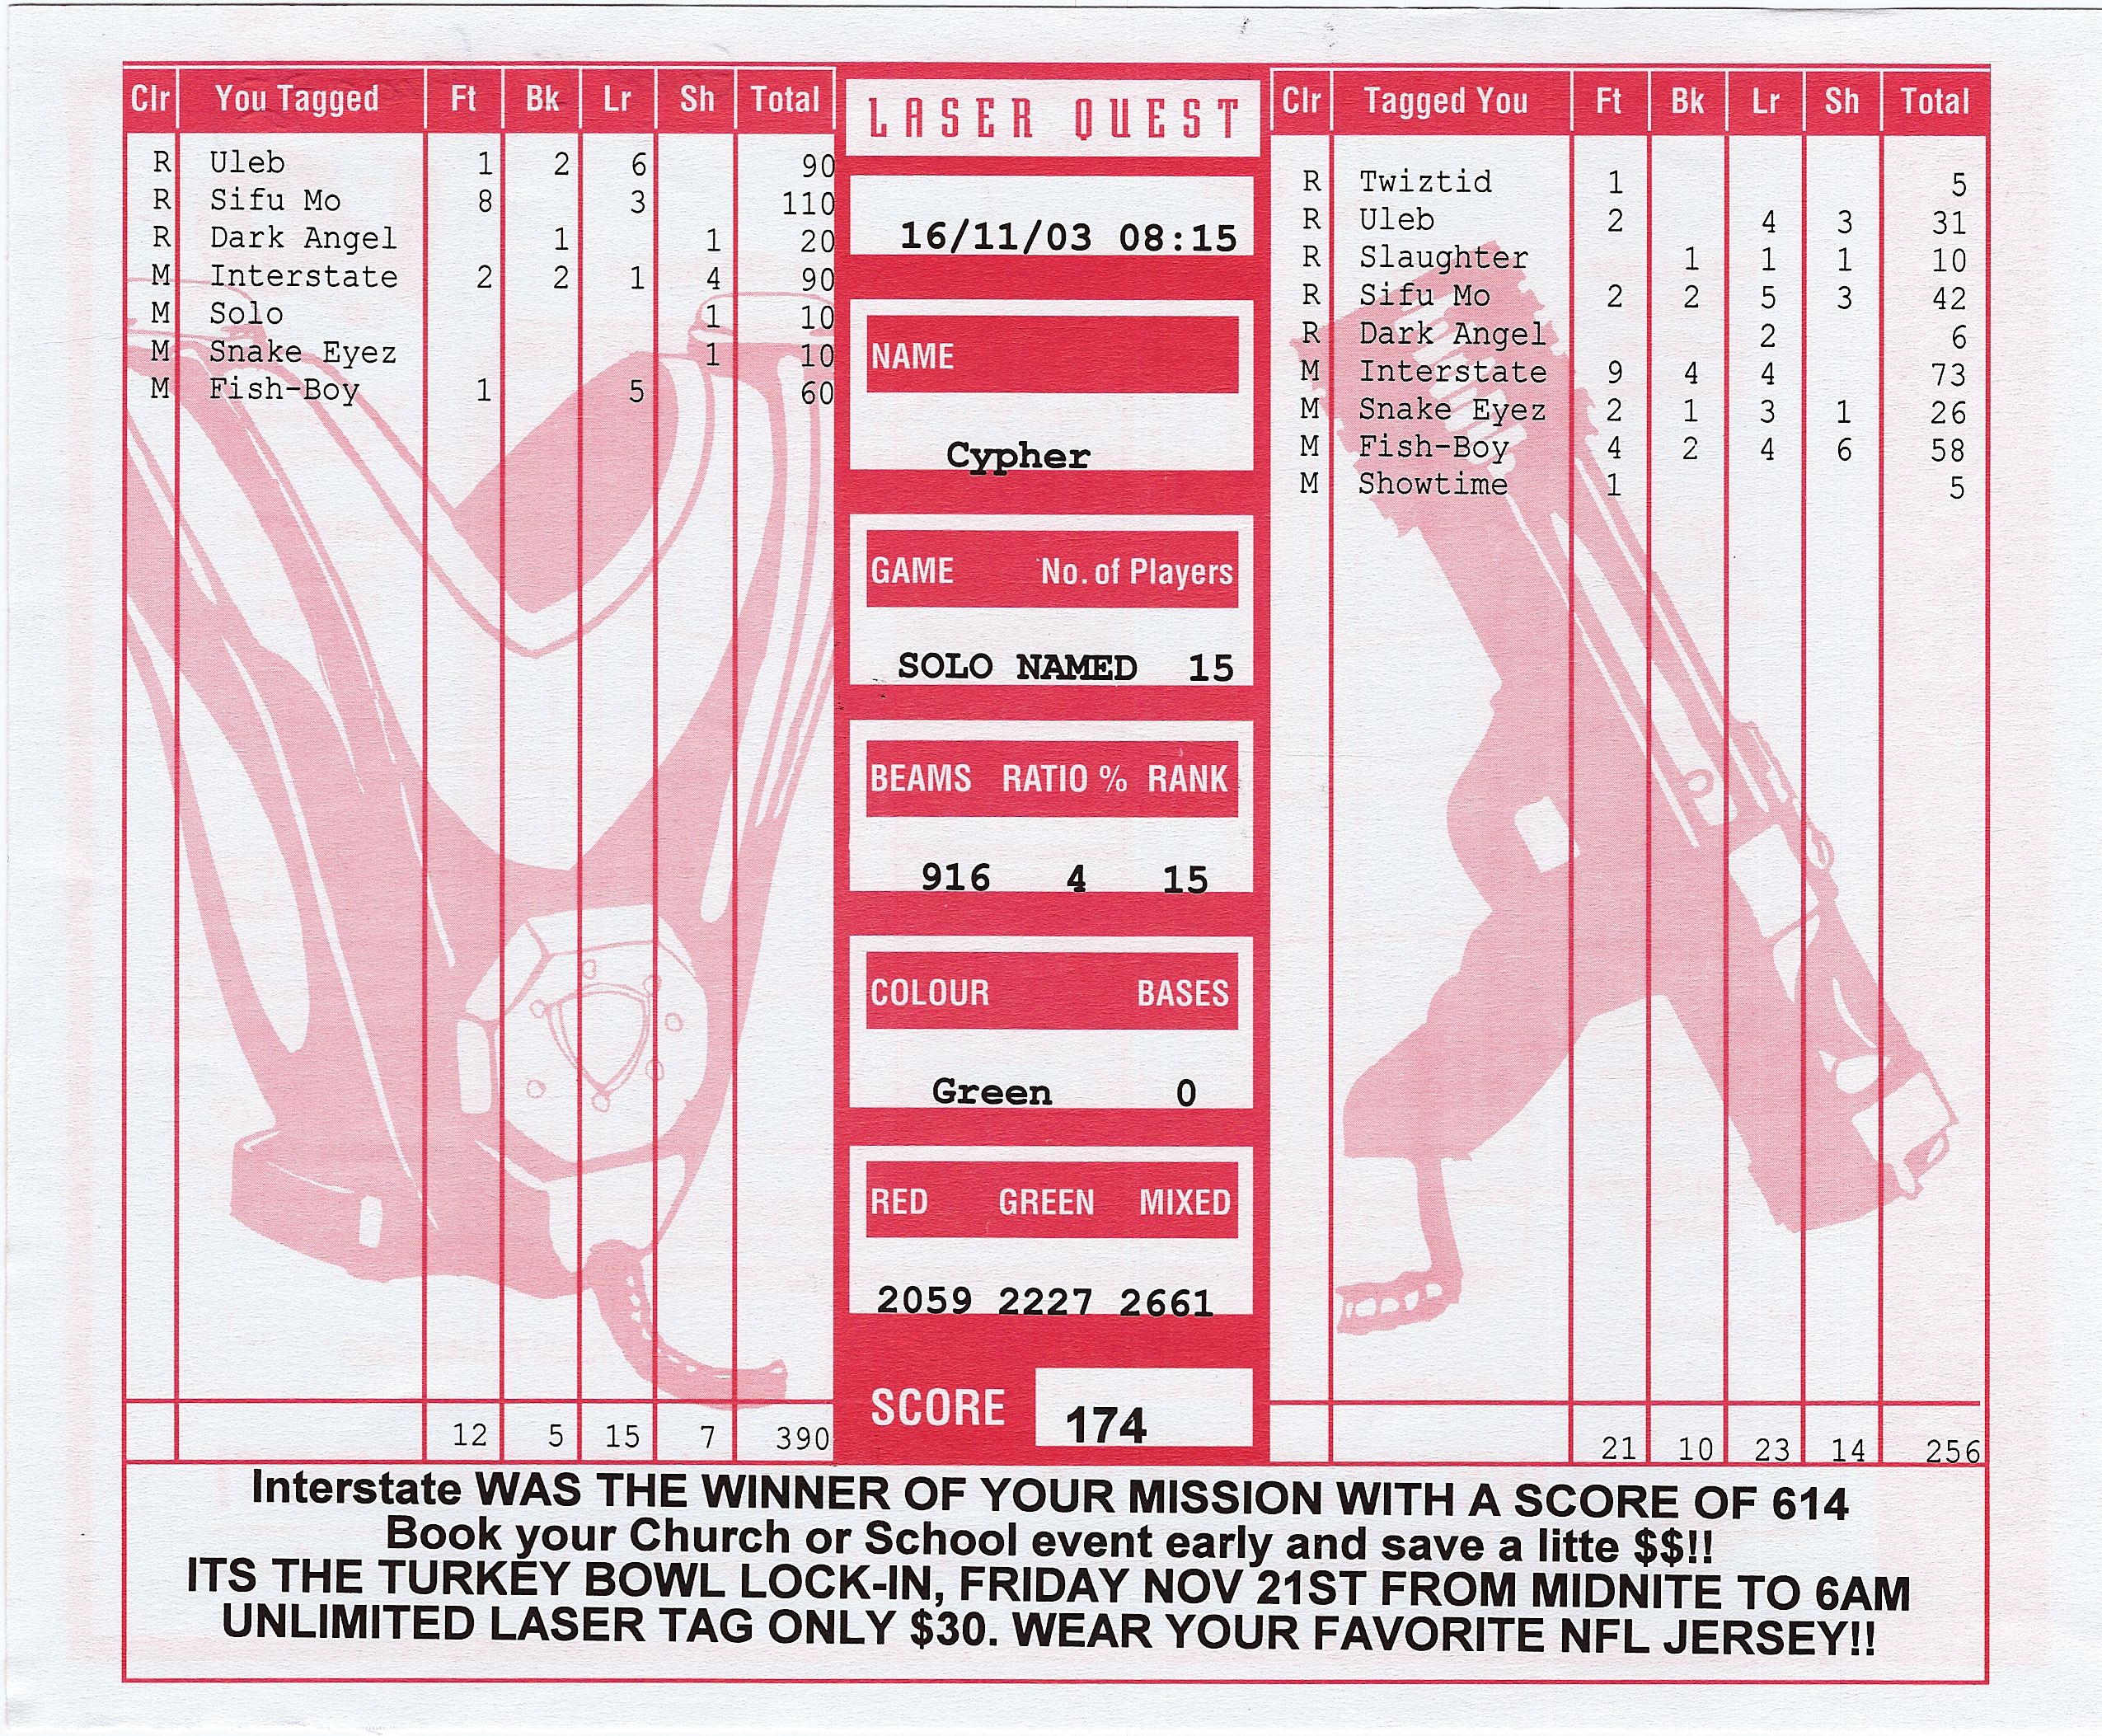 Clr You Tagged Ft Bk Lr Sh Total
R Uleb 1 2 6 90
R Sifu Mo 8 3 110
R Dark Angel 1 1 20
M Interstate 2 2 1 4 90
M Solo 1 10
M Snake Eyez 1 10
M Fish-Boy 1 5 60
12 5 15 7 390
LASER QUEST
16/11/03 08:15
NAME
Cypher
GAME No. of Players
SOLO NAMED 15
BEAMS RATIO % RANK
916 4 15
COLOUR BASES
Green 0
RED GREEN MIXED
2059 2227 2661
SCORE 174
Clr Tagged You Ft Bk Lr Sh Total
R Twiztid 1 5
R Uleb 2 4 3 31
R Slaughter 1 1 1 10
R Sifu Mo 2 2 5 3 42
R Dark Angel 2 6
M Interstate 9 4 4 73
M Snake Eyez 2 1 3 1 26
M Fish-Boy 4 2 4 6 58
M Showtime 1 5
21 10 23 14 256
Interstate WAS THE WINNER OF YOUR MISSION WITH A SCORE OF 614
Book your Church or School event early and save a litte $$!!
ITS THE TURKEY BOWL LOCK-IN, FRIDAY NOV 21ST FROM MIDNITE TO 6AM
UNLIMITED LASER TAG ONLY $30. WEAR YOUR FAVORITE NFL JERSEY!!